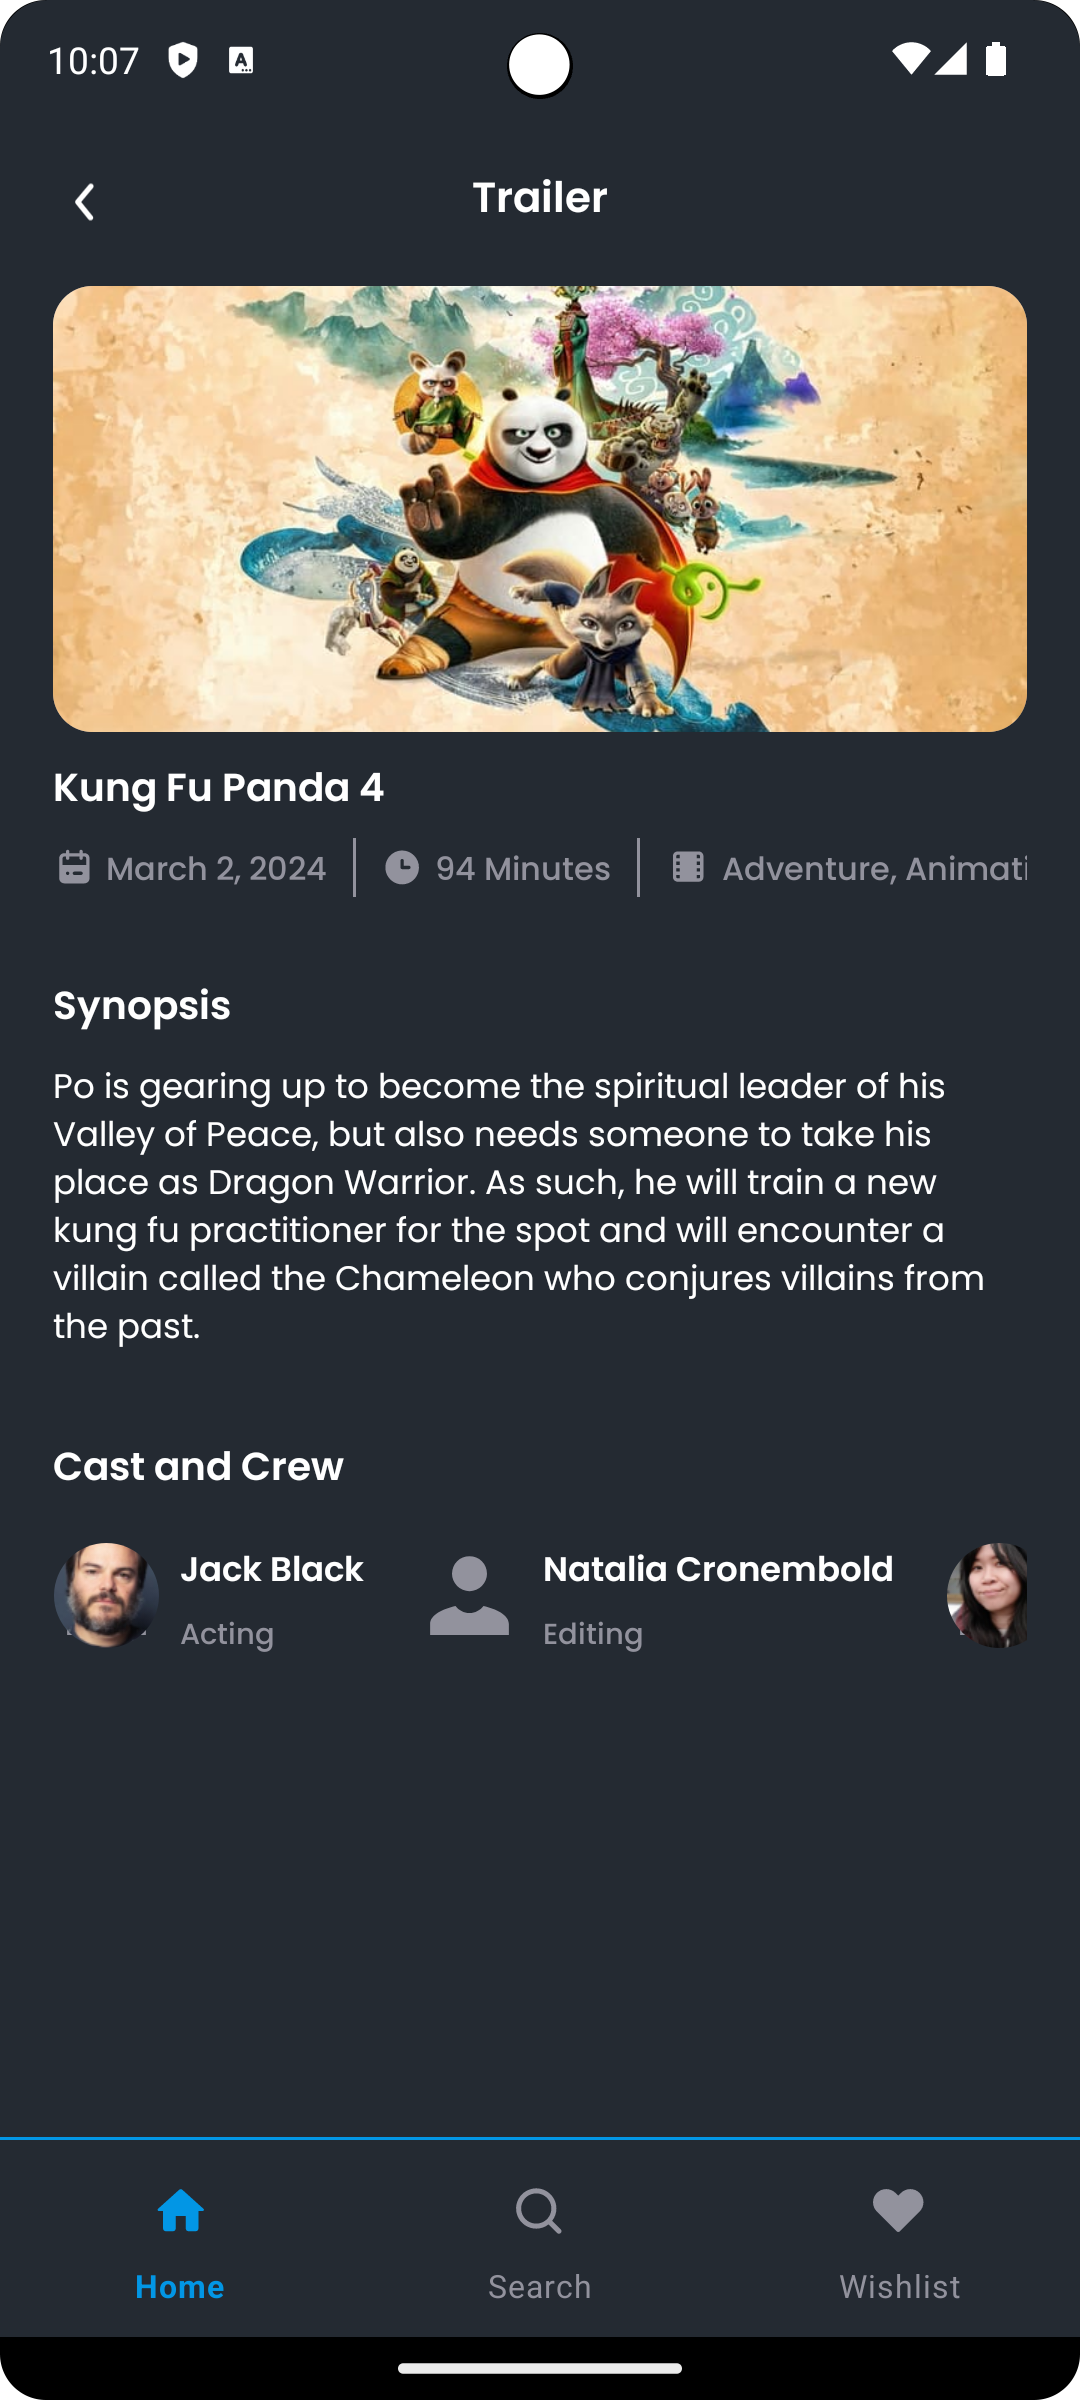 10:07
Trailer
Kung Fu Panda 4
March 2, 2024 94 Minutes Adventure, Animati
Synopsis
Po is gearing up to become the spiritual leader of his
Valley of Peace, but also needs someone to take his
place as Dragon Warrior. As such, he will train a new
kung fu practitioner for the spot and will encounter a
villain called the Chameleon who conjures villains from
the past.
Cast and Crew
Jack Black
Acting
Natalia Cronembold
Editing
Home
Search
Wishlist